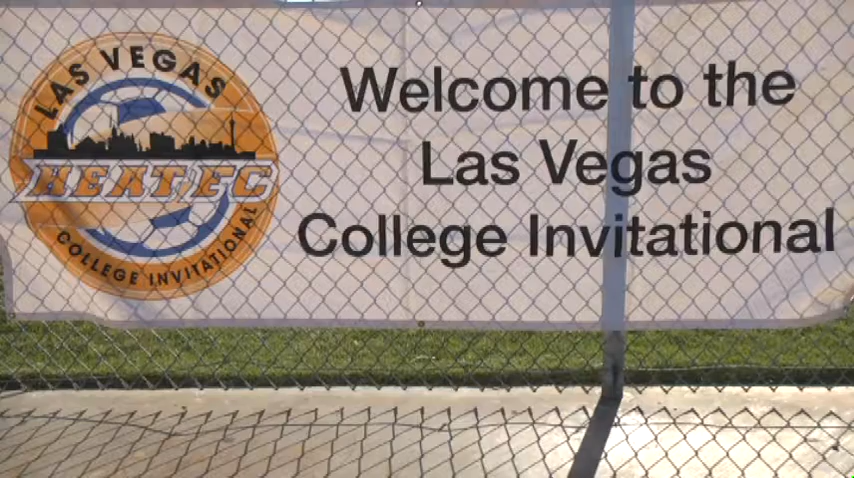 LAS VEGAS
HEAT FC
COLLEGE INVITATIONAL
Welcome to the
Las Vegas
College Invitational